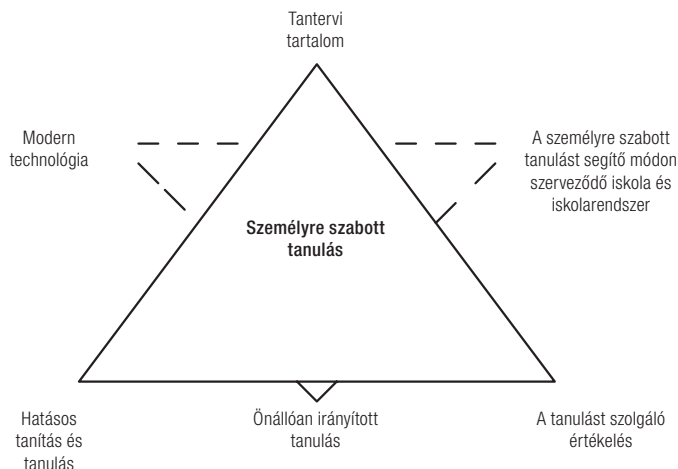 Tantervi
tartalom
Modern
technológia
A személyre szabott
tanulást segítő módon
szerveződő iskola és
iskolarendszer
Személyre szabott
tanulás
Hatásos
tanítás és
tanulás
Önállóan irányított
tanulás
A tanulást szolgáló
értékelés